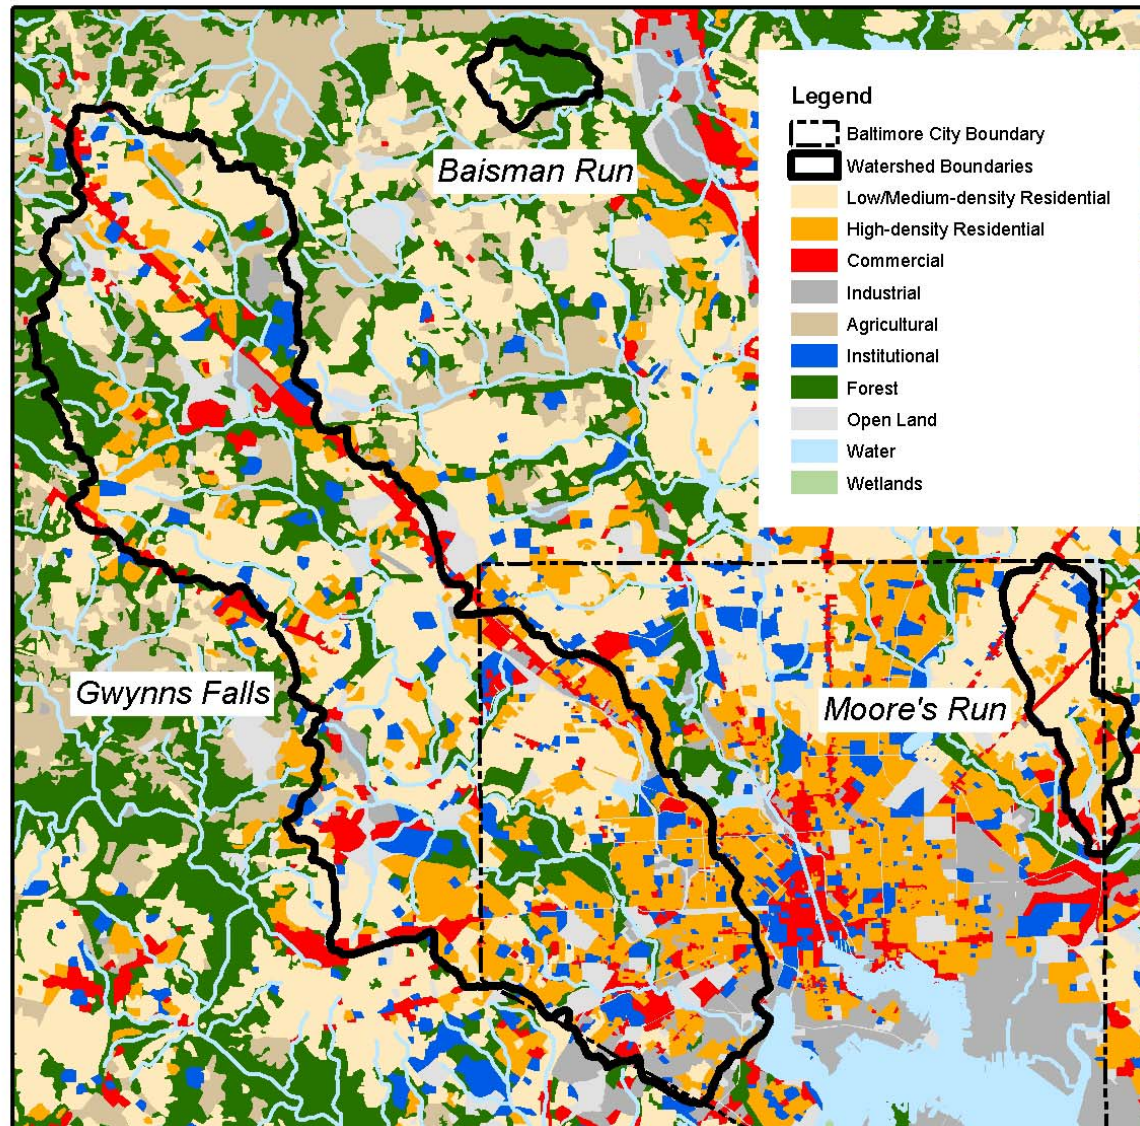 Legend
Baltimore City Boundary
Watershed Boundaries
Low/Medium-density Residential
High-density Residential
Commercial
Industrial
Agricultural
Institutional
Forest
Open Land
Water
Wetlands
Baisman Run
Gwynns Falls
Moore's Run